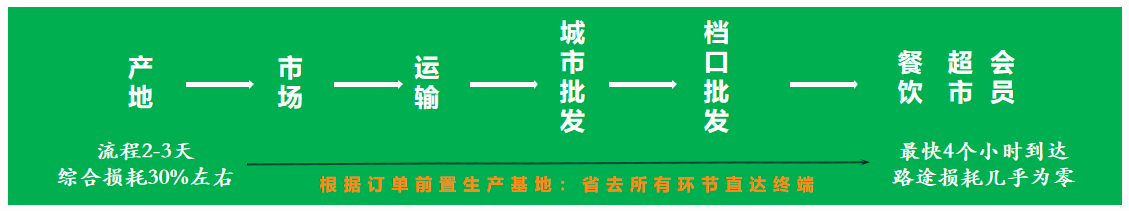 产地
市场
运输
城市批发
档口批发
餐饮
超市
会员
流程2-3天
综合损耗30%左右
根据订单前置生产基地：省去所有环节直达终端
最快4个小时到达
路途损耗几乎为零